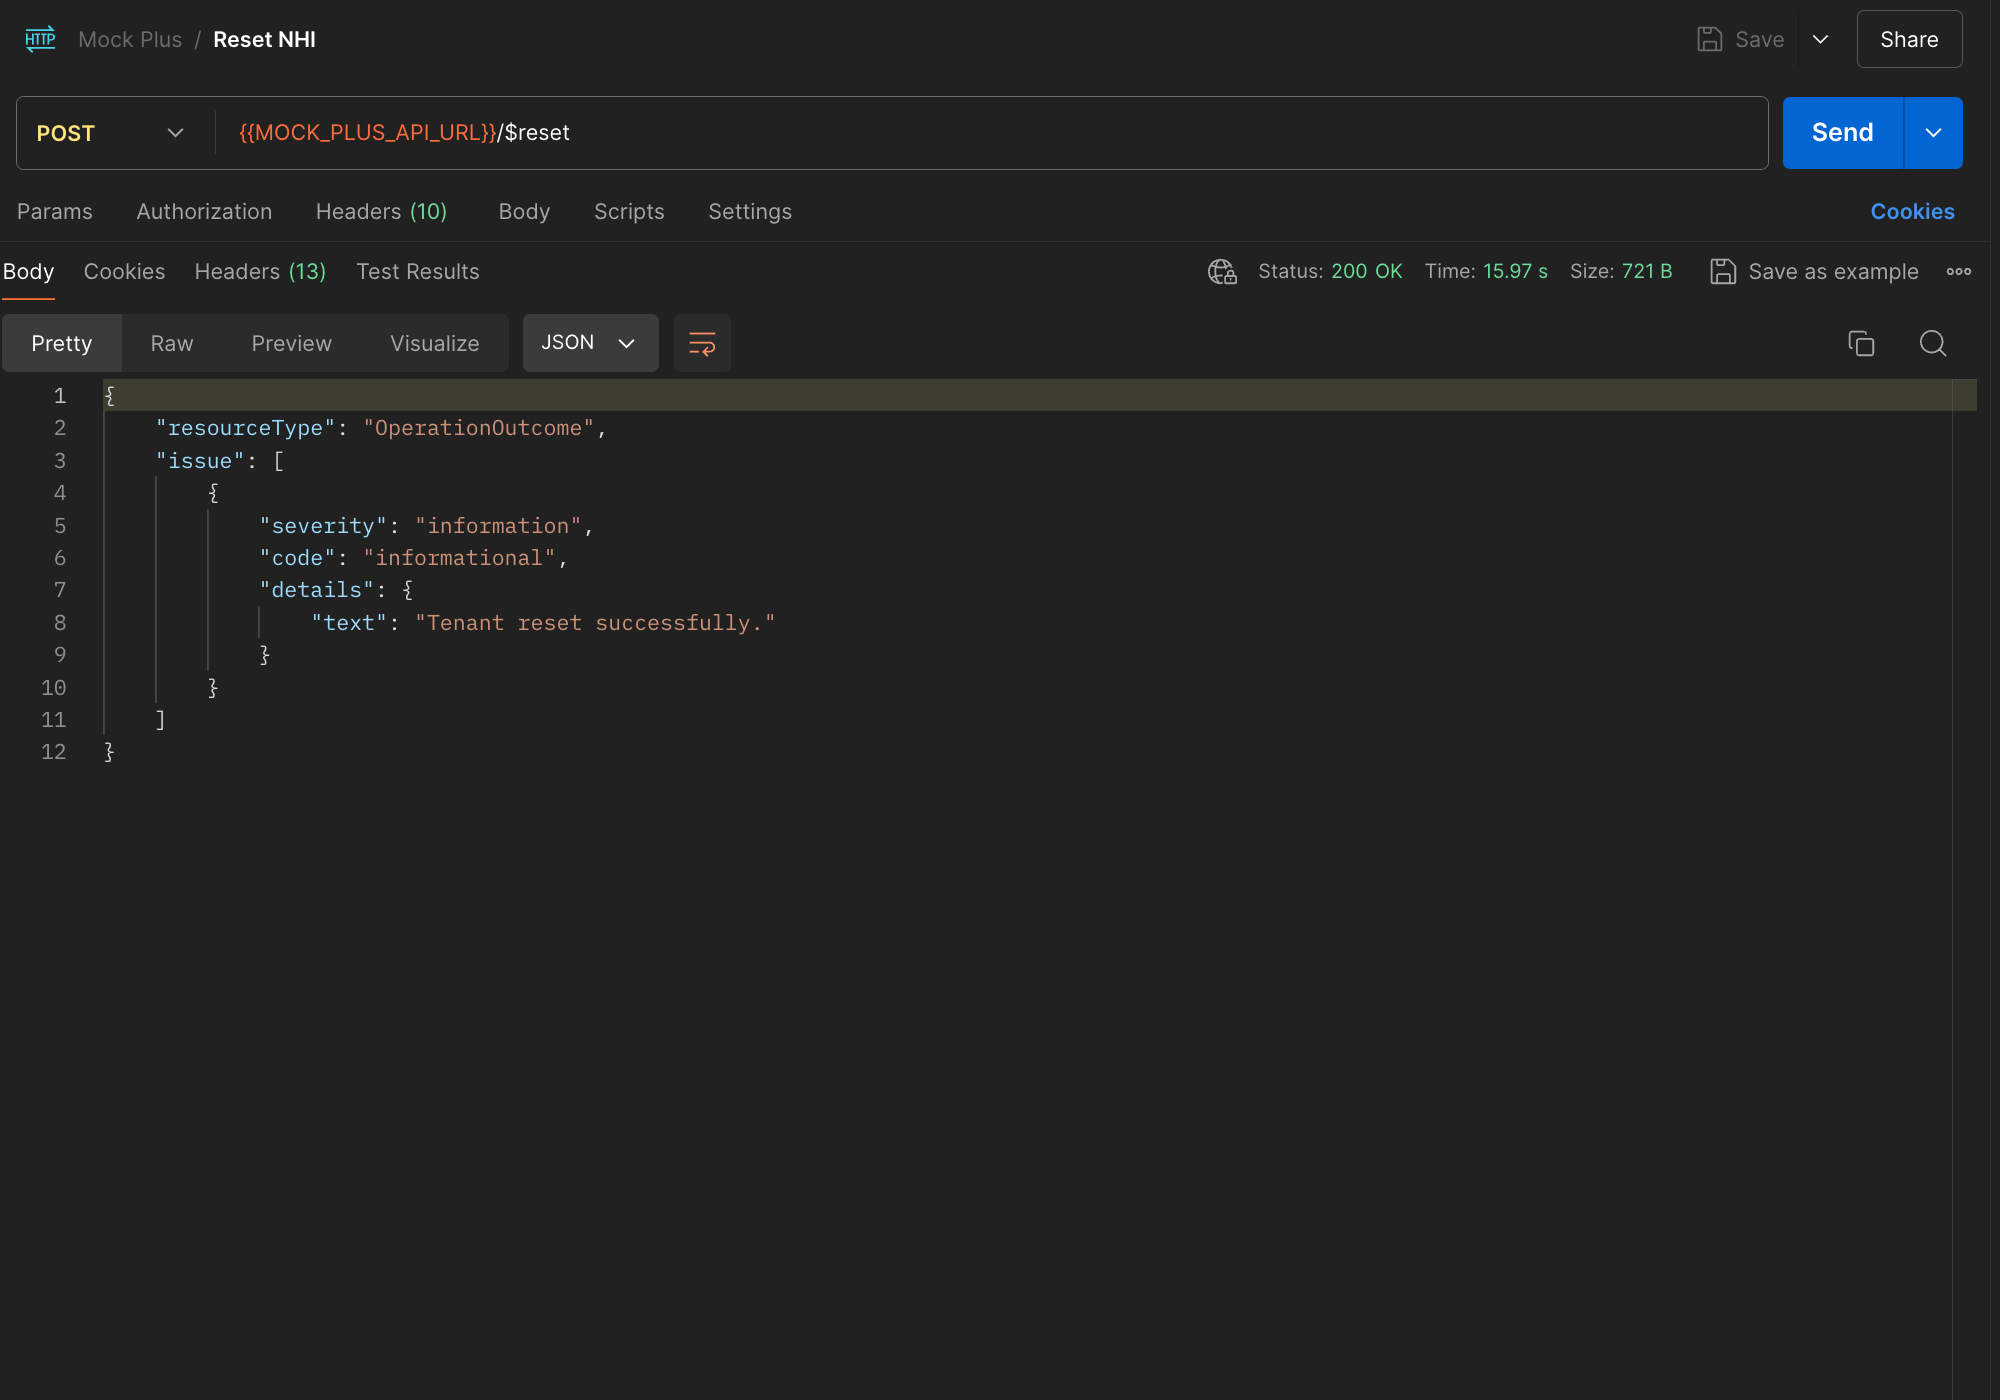 HTTP Mock Plus / Reset NHI Save Share
POST {{MOCK_PLUS_API_URL}}/$reset Send
Params Authorization Headers (10) Body Scripts Settings Cookies
Body Cookies Headers (13) Test Results Status: 200 OK Time: 15.97 s Size: 721 B Save as example
Pretty Raw Preview Visualize JSON
1 {
2 "resourceType": "OperationOutcome",
3 "issue": [
4 {
5 "severity": "information",
6 "code": "informational",
7 "details": {
8 "text": "Tenant reset successfully."
9 }
10 }
11 ]
12 }